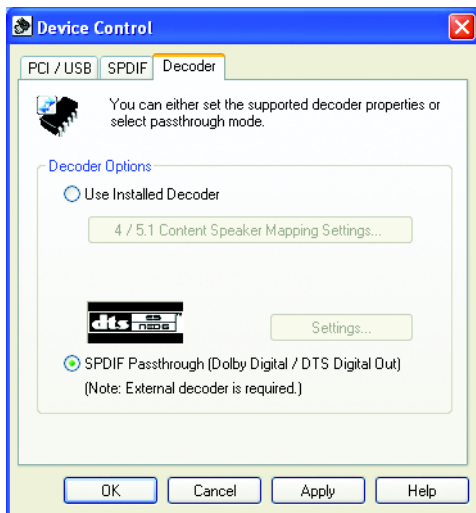 Device Control
PCI / USB
SPDIF
Decoder
You can either set the supported decoder properties or
select passthrough mode.
Decoder Options
Use Installed Decoder
4 / 5.1 Content Speaker Mapping Settings...
dts
NEO:6
Settings...
SPDIF Passthrough (Dolby Digital / DTS Digital Out)
(Note: External decoder is required.)
OK
Cancel
Apply
Help